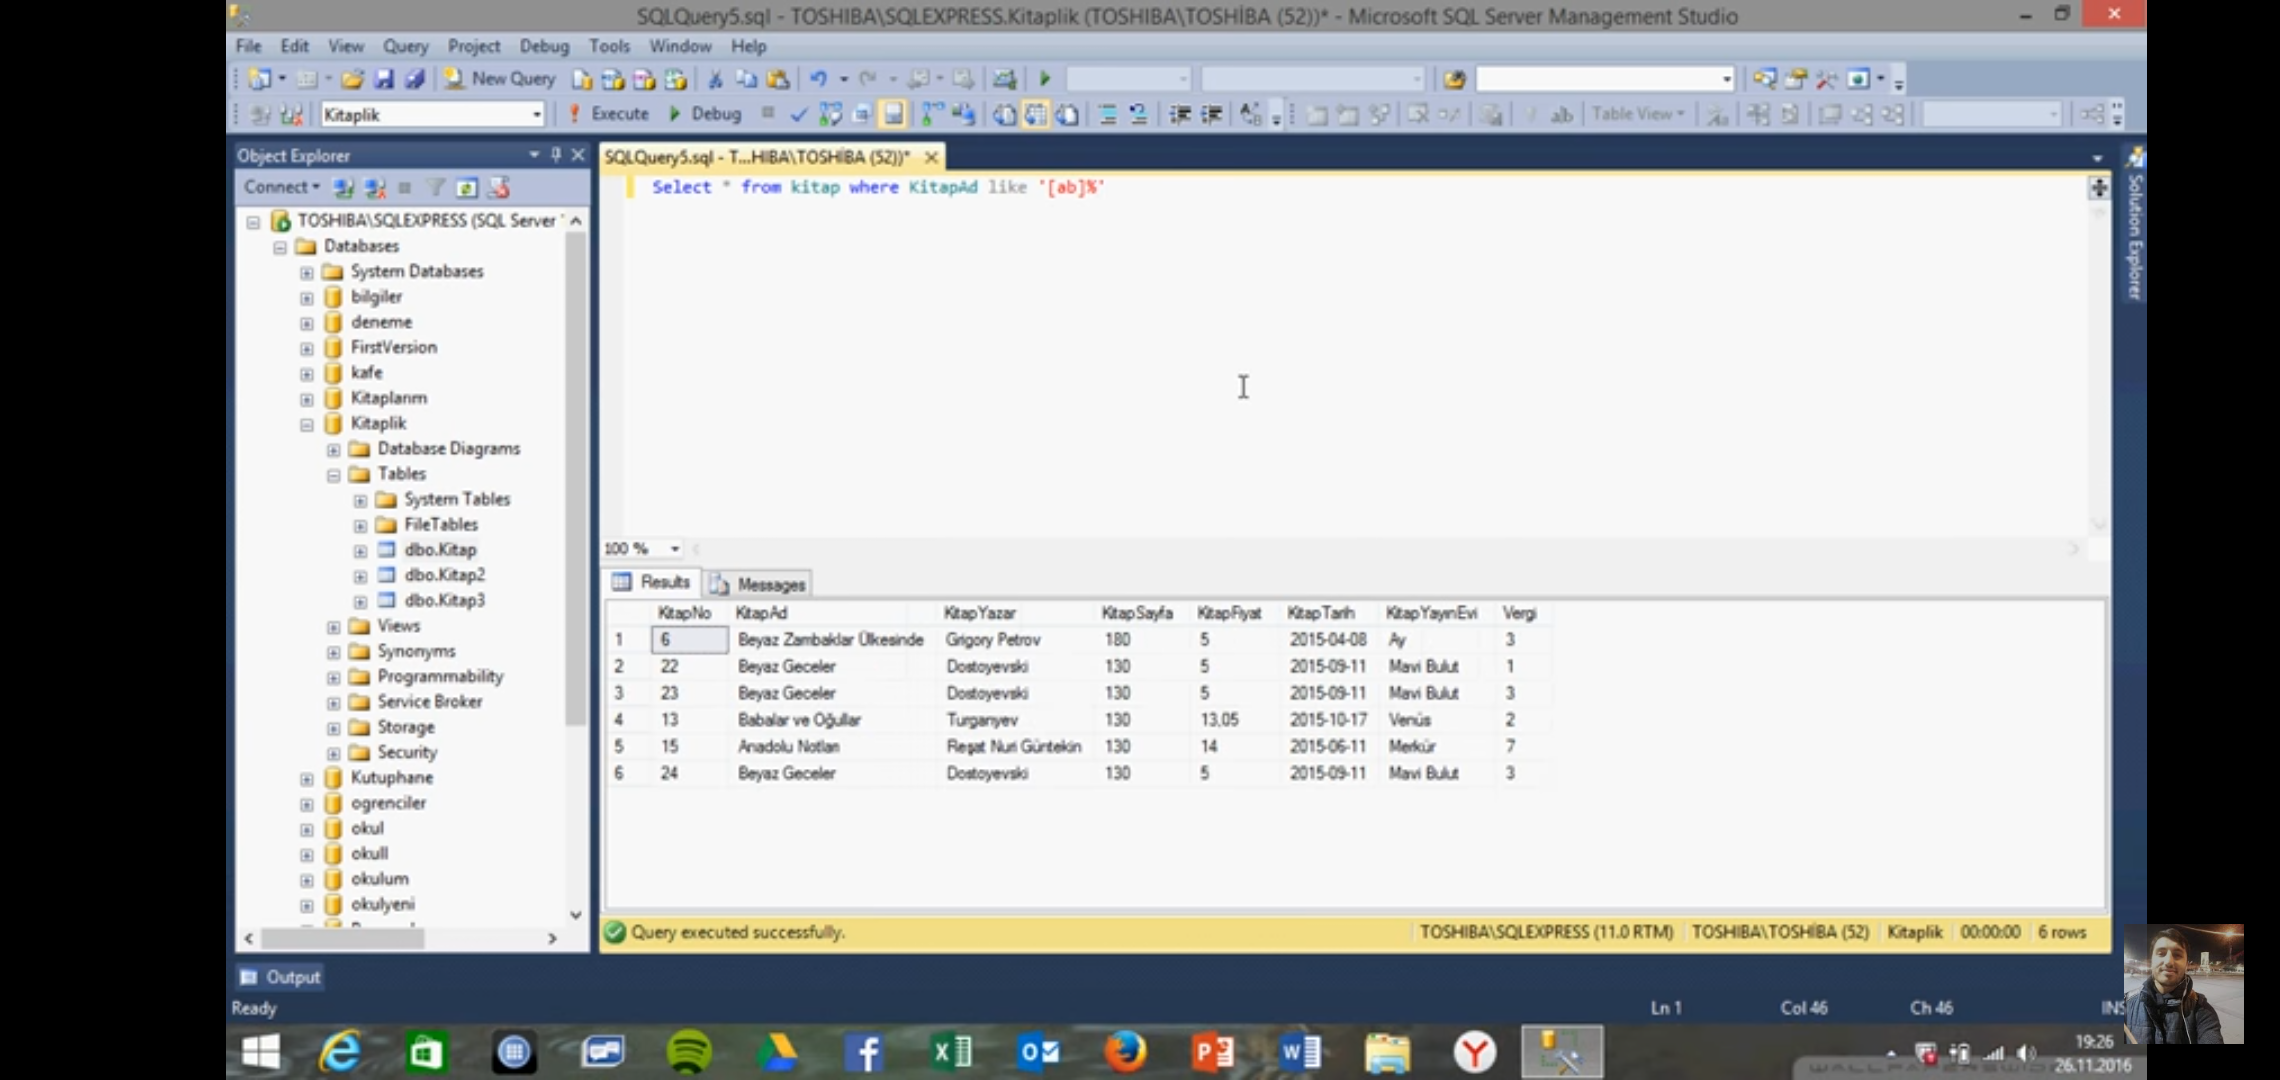 SQLQuery5.sql - TOSHIBA\SQLEXPRESS.Kitaplik (TOSHIBA\TOSHİBA (52))* - Microsoft SQL Server Management Studio
File Edit View Query Project Debug Tools Window Help
New Query
Kitaplik Execute Debug Table View
Object Explorer
SQLQuery5.sql - T...HIBA\TOSHİBA (52))*
Connect
Select * from kitap where KitapAd like '[ab]%'
Solution Explorer
TOSHIBA\SQLEXPRESS (SQL Server
Databases
System Databases
bilgiler
deneme
FirstVersion
kafe
Kitaplarım
Kitaplik
Database Diagrams
Tables
System Tables
FileTables
dbo.Kitap
dbo.Kitap2
dbo.Kitap3
Views
Synonyms
Programmability
Service Broker
Storage
Security
Kutuphane
ogrenciler
okul
okull
okulum
okulyeni
100 %
Results Messages
KitapNo KitapAd KitapYazar KitapSayfa KitapFiyat KitapTarih KitapYayınEvi Vergi
1 6 Beyaz Zambaklar Ülkesinde Grigory Petrov 180 5 2015-04-08 Ay 3
2 22 Beyaz Geceler Dostoyevski 130 5 2015-09-11 Mavi Bulut 1
3 23 Beyaz Geceler Dostoyevski 130 5 2015-09-11 Mavi Bulut 3
4 13 Babalar ve Oğullar Turganyev 130 13,05 2015-10-17 Venüs 2
5 15 Anadolu Notları Reşat Nuri Güntekin 130 14 2015-06-11 Merkür 7
6 24 Beyaz Geceler Dostoyevski 130 5 2015-09-11 Mavi Bulut 3
Query executed successfully. TOSHIBA\SQLEXPRESS (11.0 RTM) TOSHIBA\TOSHİBA (52) Kitaplik 00:00:00 6 rows
Output
Ready Ln 1 Col 46 Ch 46 INS
19:26
26.11.2016